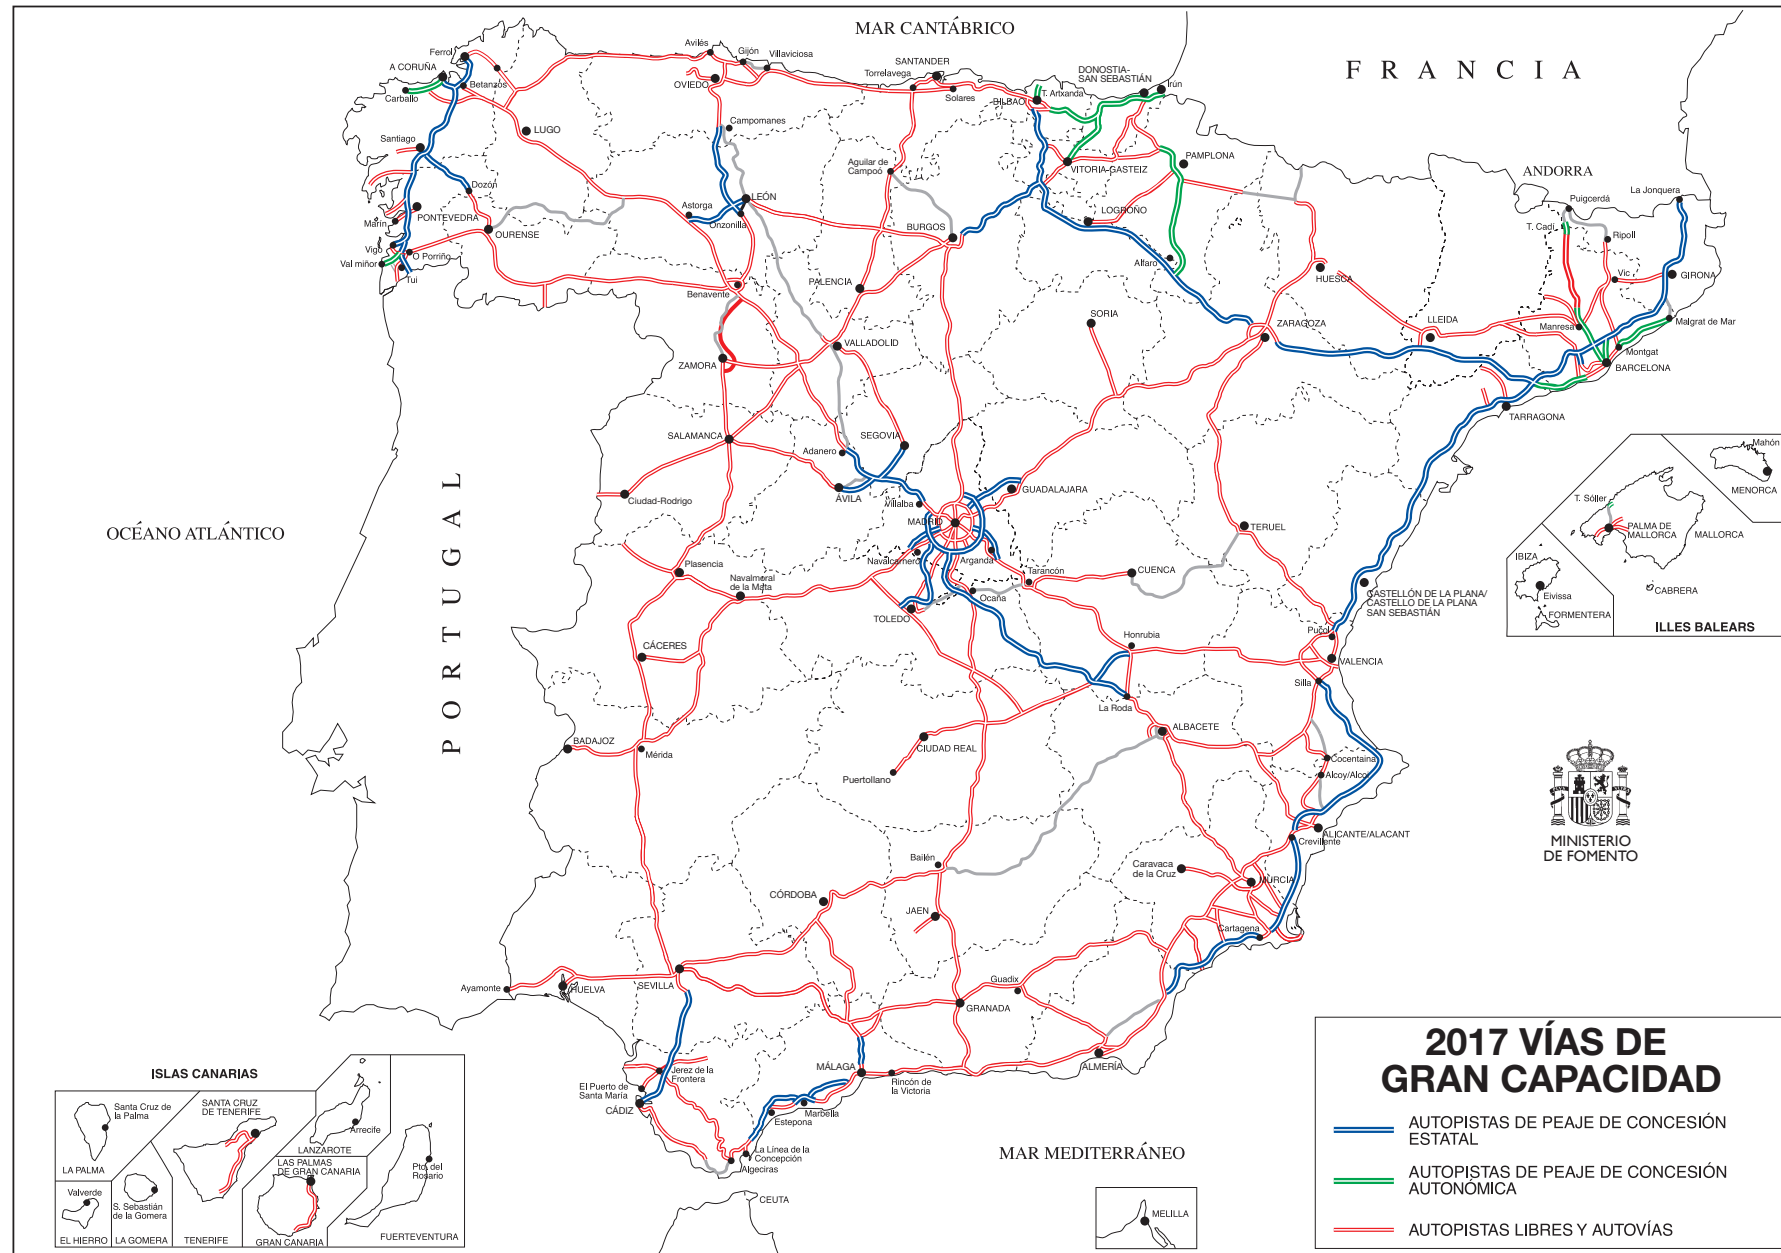 MAR CANTÁBRICO
FRANCIA
Ferrol
A CORUÑA
Carballo
Betanzos
LUGO
Santiago
Dozón
PONTEVEDRA
Marín
OURENSE
Vigo
O Porriño
Val miñor
Tui
Avilés
Gijón
Villaviciosa
OVIEDO
Campomanes
SANTANDER
Torrelavega
Solares
DONOSTIA-
SAN SEBASTIÁN
Irún
BILBAO
T. Artxanda
PAMPLONA
VITORIA-GASTEIZ
Aguilar de
Campoó
LEÓN
Astorga
Onzonilla
BURGOS
LOGROÑO
Alfaro
ANDORRA
Puigcerdá
La Jonquera
T. Cadí
Ripoll
Vic
GIRONA
HUESCA
Benavente
PALENCIA
SORIA
ZARAGOZA
LLEIDA
Manresa
Malgrat de Mar
Montgat
BARCELONA
TARRAGONA
VALLADOLID
ZAMORA
SALAMANCA
SEGOVIA
Adanero
ÁVILA
Villalba
GUADALAJARA
Ciudad-Rodrigo
MADRID
Navalcarnero
Arganda
TERUEL
PORTUGAL
OCÉANO ATLÁNTICO
Plasencia
Navalmoral
de la Mata
Tarancón
CUENCA
Ocaña
TOLEDO
CASTELLÓN DE LA PLANA/
CASTELLO DE LA PLANA
SAN SEBASTIÁN
Mahón
MENORCA
T. Sóller
PALMA DE
MALLORCA
MALLORCA
IBIZA
Eivissa
CABRERA
FORMENTERA
ILLES BALEARS
CÁCERES
Honrubia
Puçol
VALENCIA
Silla
La Roda
BADAJOZ
Mérida
CIUDAD REAL
Puertollano
ALBACETE
Cocentaina
Alcoy/Alcoi
ALICANTE/ALACANT
Crevillente
MINISTERIO
DE FOMENTO
Bailén
Caravaca
de la Cruz
MURCIA
CÓRDOBA
JAEN
Cartagena
Ayamonte
HUELVA
SEVILLA
Guadix
GRANADA
ALMERÍA
MÁLAGA
Rincón de
la Victoria
Jerez de la
Frontera
El Puerto de
Santa María
CÁDIZ
Marbella
Estepona
La Línea de la
Concepción
Algeciras
CEUTA
MAR MEDITERRÁNEO
MELILLA
ISLAS CANARIAS
Santa Cruz de
la Palma
LA PALMA
SANTA CRUZ
DE TENERIFE
Arrecife
LANZAROTE
LAS PALMAS
DE GRAN CANARIA
Pto. del
Rosario
Valverde
S. Sebastián
de la Gomera
EL HIERRO
LA GOMERA
TENERIFE
GRAN CANARIA
FUERTEVENTURA
2017 VÍAS DE
GRAN CAPACIDAD
AUTOPISTAS DE PEAJE DE CONCESIÓN
ESTATAL
AUTOPISTAS DE PEAJE DE CONCESIÓN
AUTONÓMICA
AUTOPISTAS LIBRES Y AUTOVÍAS